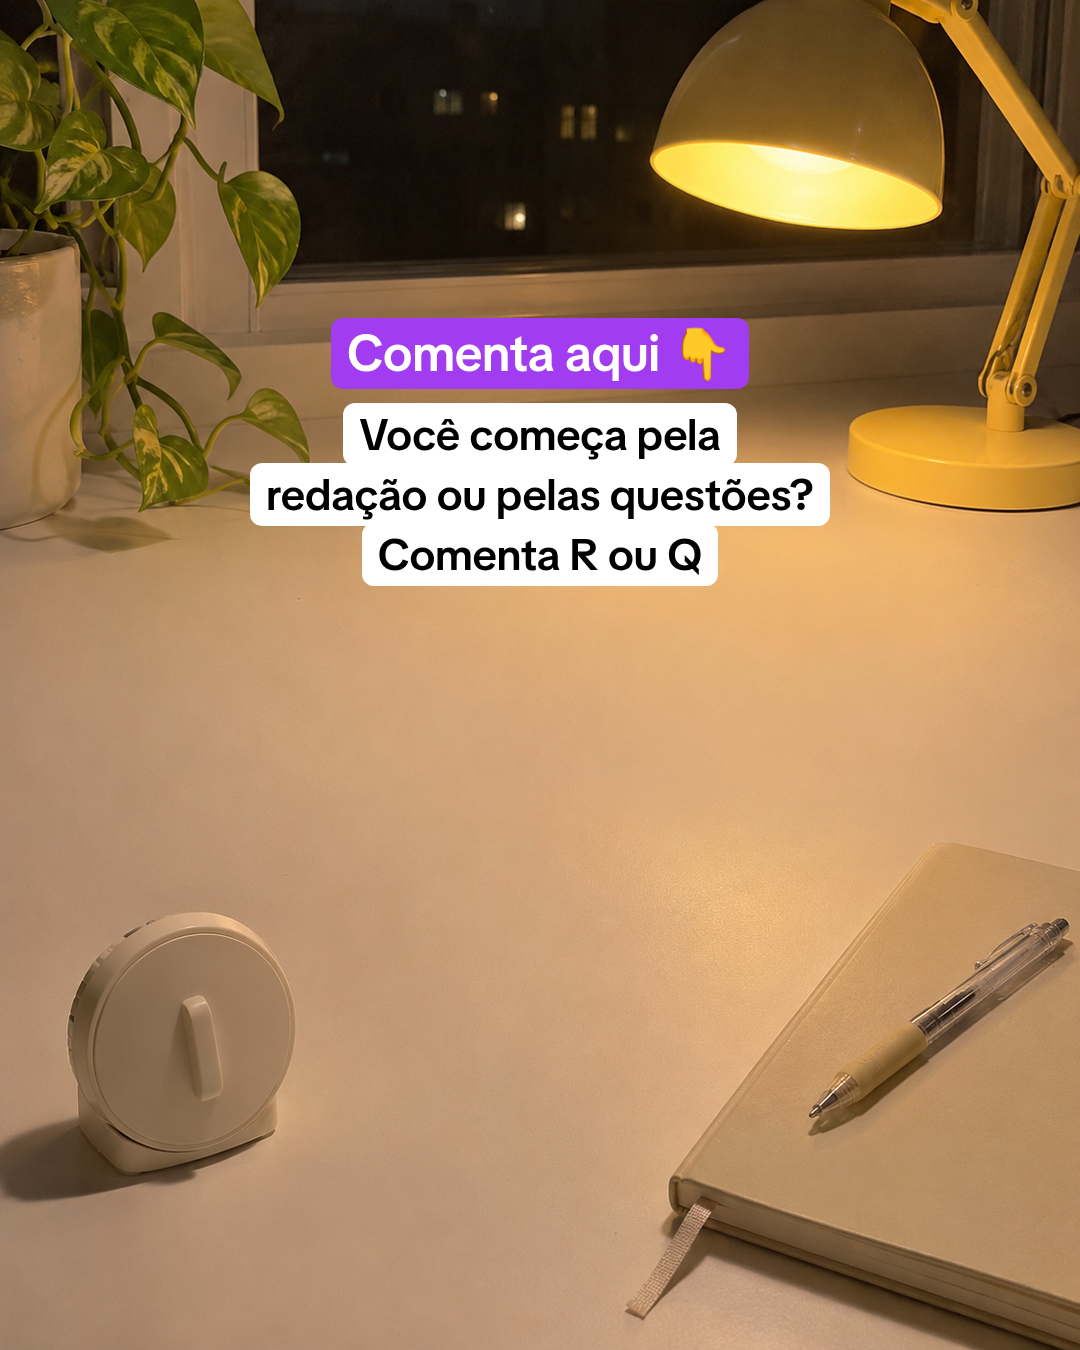 Comenta aqui 👇
Você começa pela
redação ou pelas questões?
Comenta R ou Q